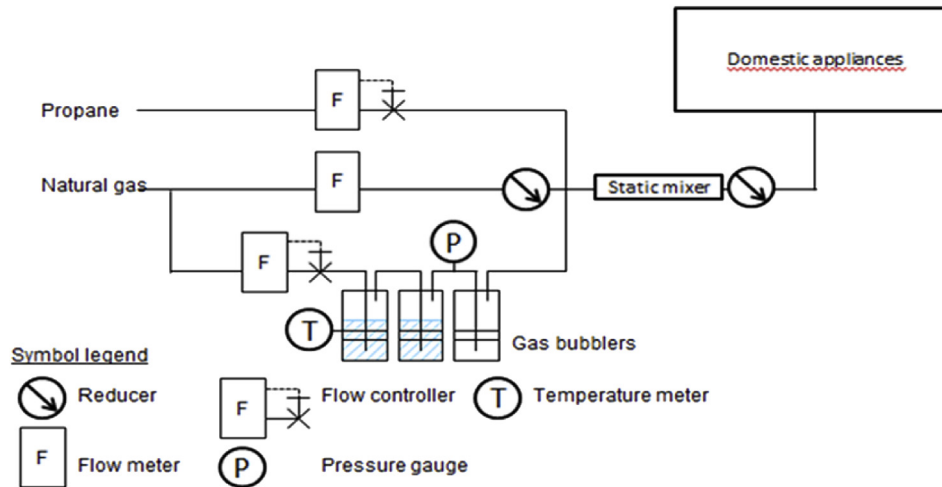 Domestic appliances
F
Propane
F
Natural gas
Static mixer
P
F
T
Gas bubblers
Symbol legend
Reducer
F
Flow controller
T
Temperature meter
F
Flow meter
P
Pressure gauge